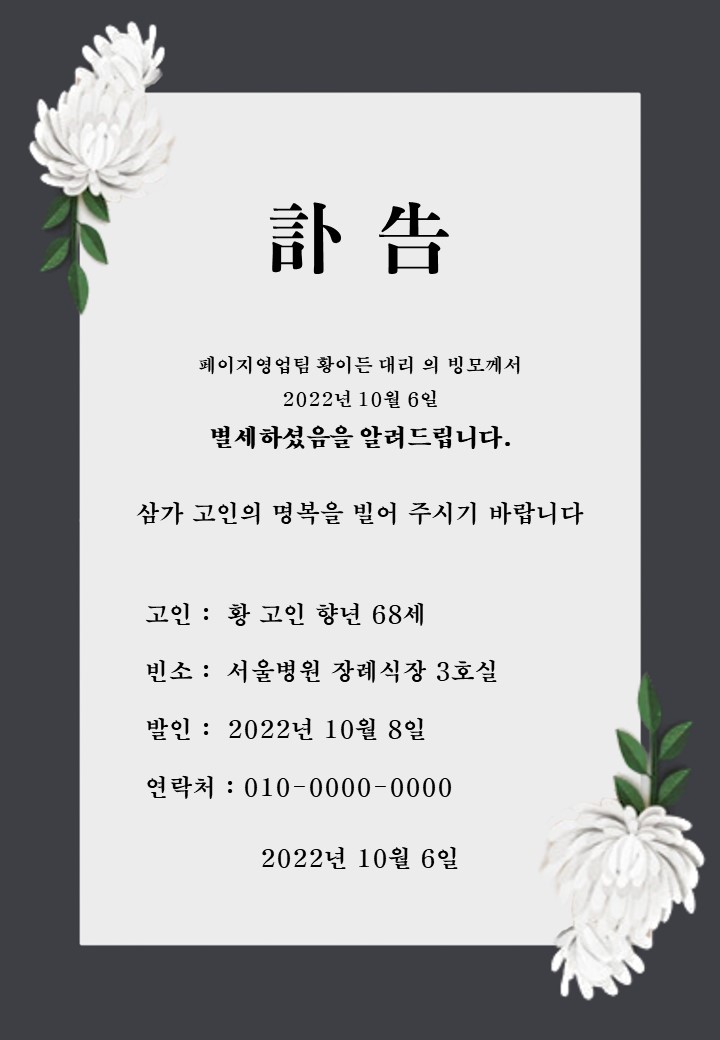 訃 告
페이지영업팀 황이든 대리 의 빙모께서
2022년 10월 6일
별세하셨음을 알려드립니다.
삼가 고인의 명복을 빌어 주시기 바랍니다
고인 : 황 고인 향년 68세
빈소 : 서울병원 장례식장 3호실
발인 : 2022년 10월 8일
연락처 : 010-0000-0000
2022년 10월 6일